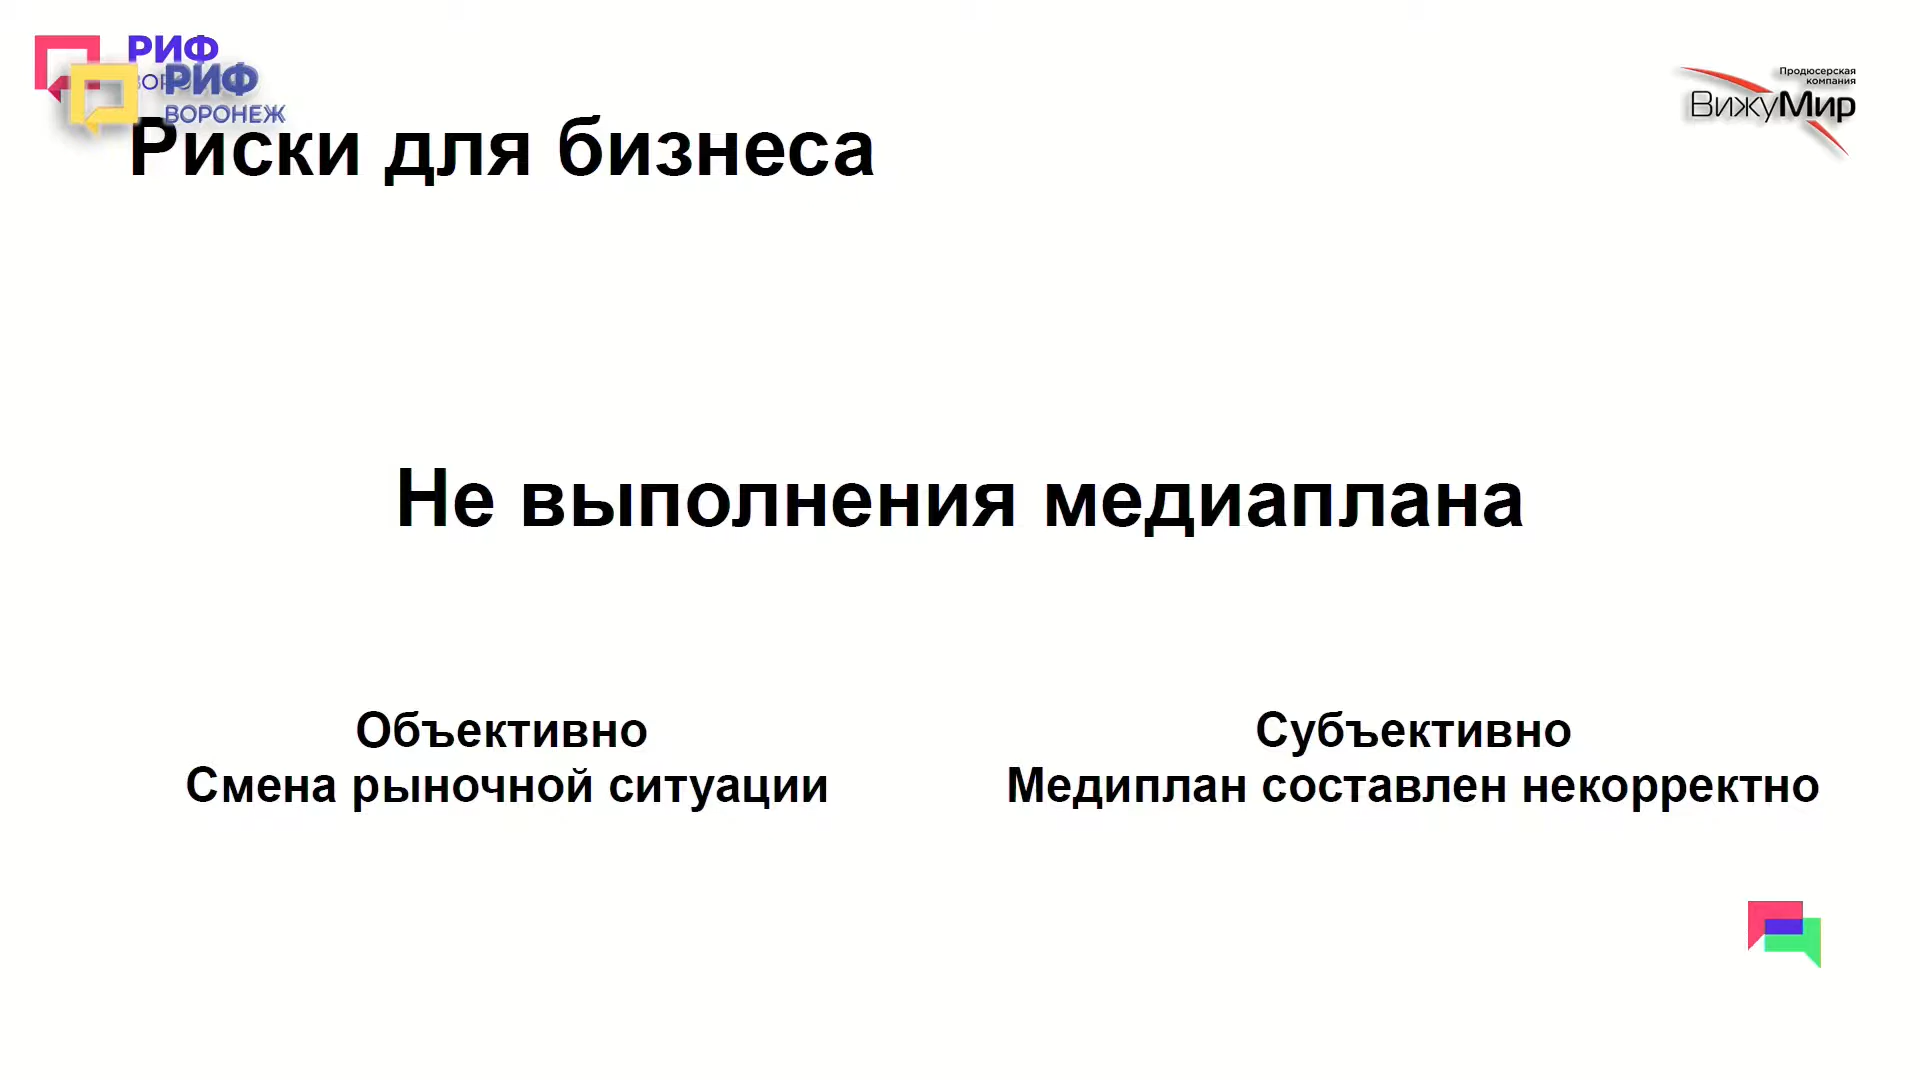 РИФ
РИФ
ВОРОНЕЖ
Продюсерская
компания
ВижуМир
Риски для бизнеса
Не выполнения медиаплана
Объективно
Смена рыночной ситуации
Субъективно
Медиплан составлен некорректно